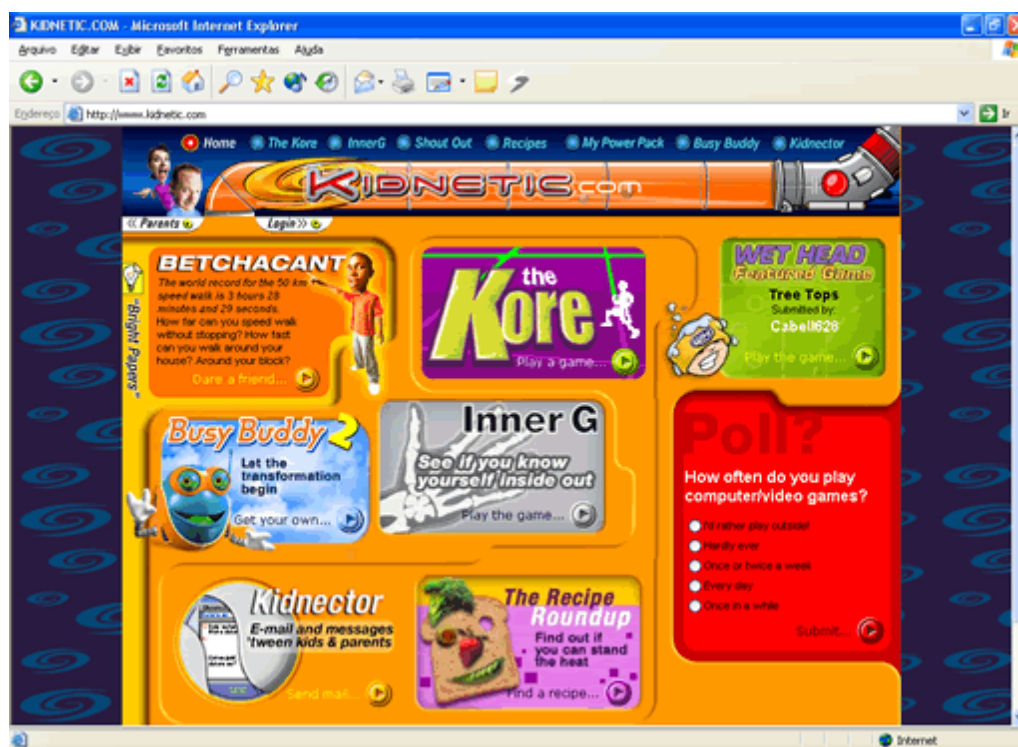 KIDNETIC.COM - Microsoft Internet Explorer
Arquivo Editar Exibir Favoritos Ferramentas Ajuda
Endereço http://www.kidnetic.com Ir
Home The Kore InnerG Shout Out Recipes My Power Pack Busy Buddy Kidnector
KIDNETIC.com
<< Parents
Login >>
"Bright Papers"
BETCHACANT
The world record for the 50 km
speed walk is 3 hours 28
minutes and 29 seconds.
How far can you speed walk
without stopping? How fast
can you walk around your
house? Around your block?
Dare a friend...
the
Kore
Play a game...
WET HEAD
Featured Game
Tree Tops
Submitted by:
Cabell628
Play the game...
Busy Buddy 2
Let the
transformation
begin
Get your own...
Inner G
See if you know
yourself inside out
Play the game...
Poll?
How often do you play
computer/video games?
I'd rather play outside!
Hardly ever
Once or twice a week
Every day
Once in a while
Submit...
Kidnector
E-mail and messages
'tween kids & parents
Send mail...
The Recipe
Roundup
Find out if
you can stand
the heat
Find a recipe...
Internet